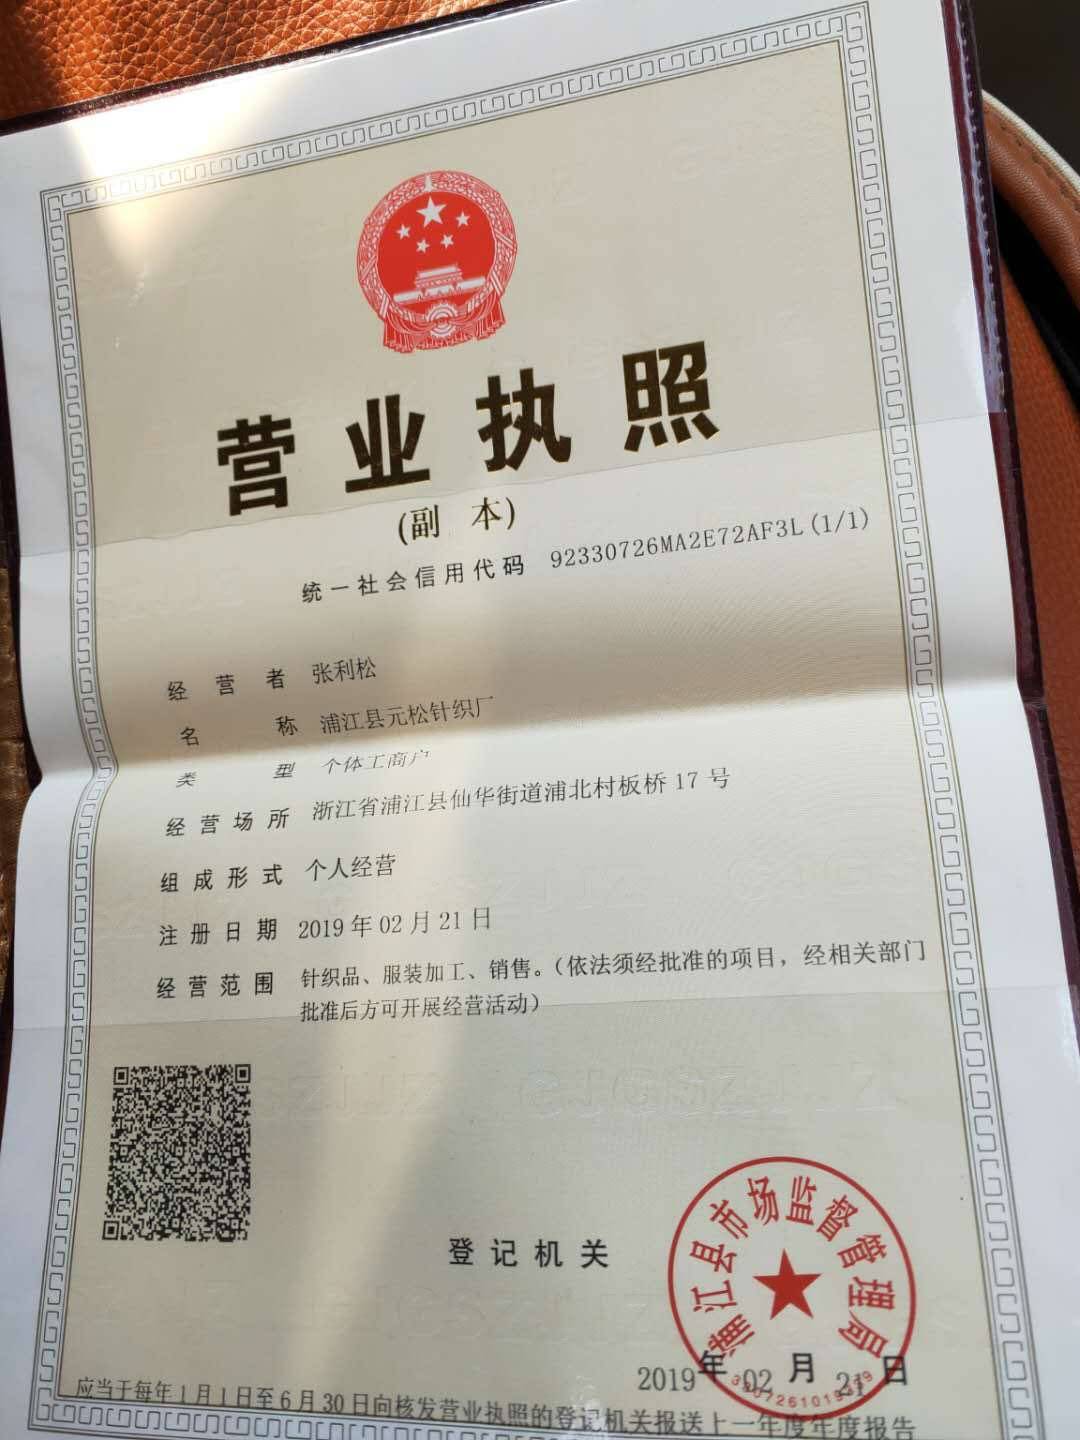 营业执照
(副 本)
统一社会信用代码 92330726MA2E72AF3L(1/1)
经营者 张利松
名称 浦江县元松针织厂
类型 个体工商户
经营场所 浙江省浦江县仙华街道浦北村板桥17号
组成形式 个人经营
注册日期 2019年02月21日
经营范围 针织品、服装加工、销售。(依法须经批准的项目,经相关部门
批准后方可开展经营活动)
登记机关
浦江县市场监督管理局
2019年02月21日
应当于每年1月1日至6月30日向核发营业执照的登记机关报送上一年度年度报告